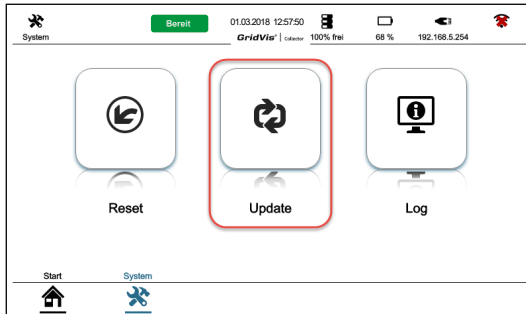 System
Bereit
01.03.2018 12:57:50
GridVis® | Collector
100% frei
68 %
192.168.5.254
Reset
Update
Log
Start
System